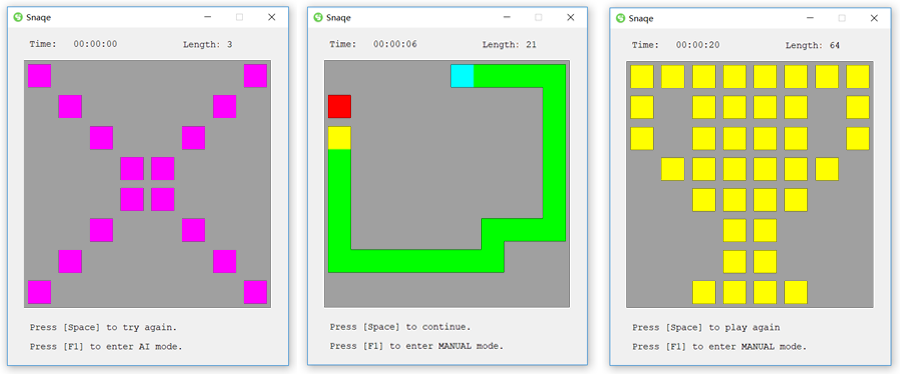 Snaqe
Time: 00:00:00 Length: 3
Press [Space] to try again.
Press [F1] to enter AI mode.
Snaqe
Time: 00:00:06 Length: 21
Press [Space] to continue.
Press [F1] to enter MANUAL mode.
Snaqe
Time: 00:00:20 Length: 64
Press [Space] to play again
Press [F1] to enter MANUAL mode.